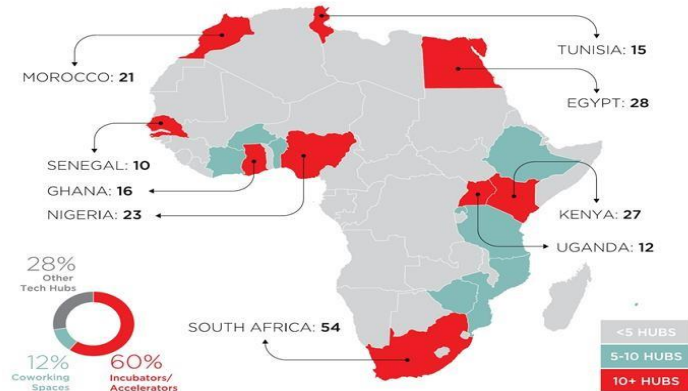 TUNISIA: 15
MOROCCO: 21
EGYPT: 28
SENEGAL: 10
GHANA: 16
NIGERIA: 23
KENYA: 27
UGANDA: 12
SOUTH AFRICA: 54
28%
Other
Tech Hubs
12%
Coworking
Spaces
60%
Incubators/
Accelerators
<5 HUBS
5-10 HUBS
10+ HUBS